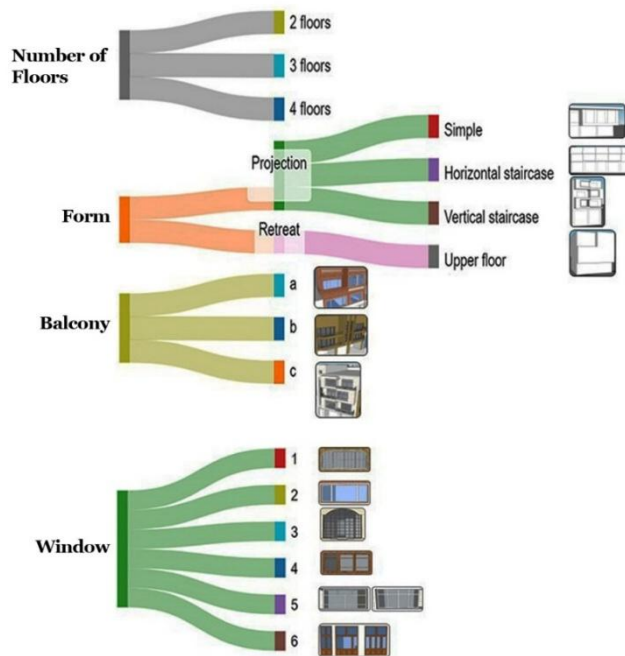 2 floors
Number of
Floors
3 floors
4 floors
Simple
Projection
Horizontal staircase
Form
Vertical staircase
Retreat
Upper floor
a
Balcony
b
c
1
2
3
Window
4
5
6